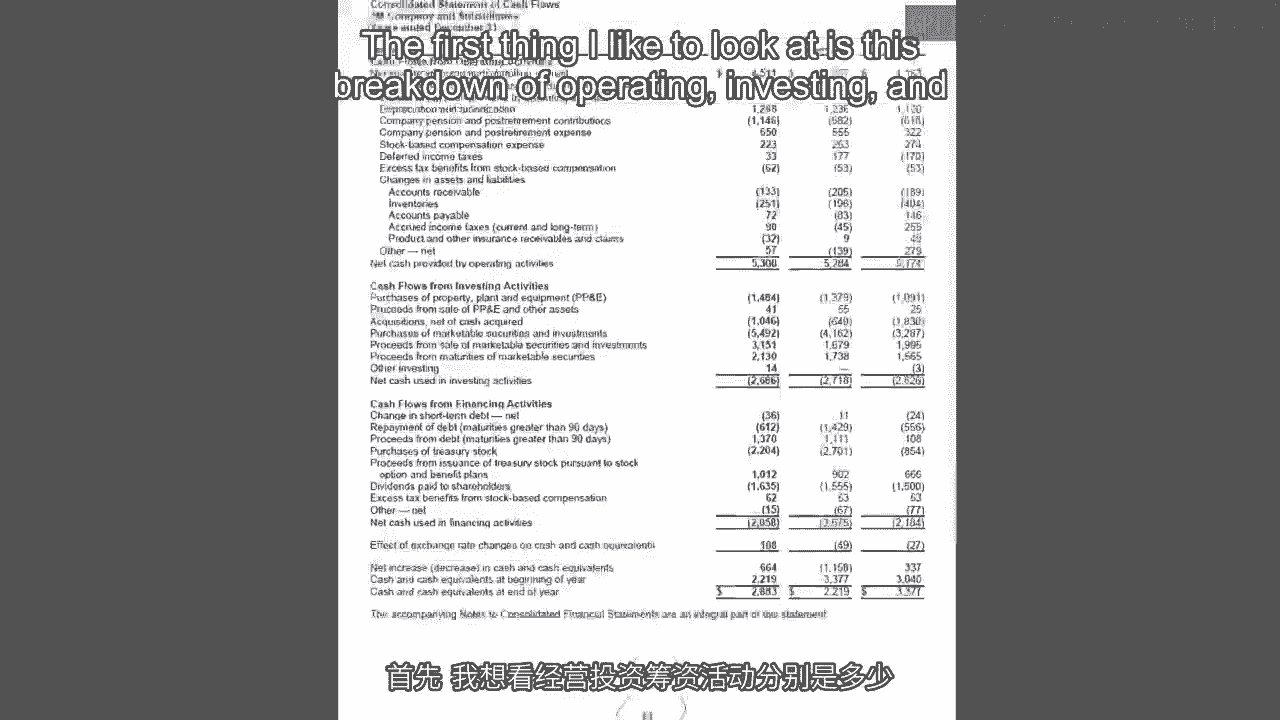 Consolidated Statement of Cash Flows
3M Company and Subsidiaries
Years ended December 31
The first thing I like to look at is this
breakdown of operating, investing, and
Cash Flows from Operating Activities
Depreciation and amortization 1,288 1,236 1,120
Company pension and postretirement contributions (1,146) (582) (618)
Company pension and postretirement expense 650 555 322
Stock-based compensation expense 223 253 274
Deferred income taxes 33 177 (170)
Excess tax benefits from stock-based compensation (62) (53) (53)
Changes in assets and liabilities
Accounts receivable (133) (205) (189)
Inventories (251) (196) (404)
Accounts payable 72 (83) 146
Accrued income taxes (current and long-term) 90 (45) 255
Product and other insurance receivables and claims (32) 9 49
Other — net 57 (139) 279
Net cash provided by operating activities 5,300 5,284 5,174
Cash Flows from Investing Activities
Purchases of property, plant and equipment (PP&E) (1,484) (1,379) (1,091)
Proceeds from sale of PP&E and other assets 41 55 25
Acquisitions, net of cash acquired (1,046) (649) (1,830)
Purchases of marketable securities and investments (5,492) (4,162) (3,287)
Proceeds from sale of marketable securities and investments 3,151 1,679 1,995
Proceeds from maturities of marketable securities 2,130 1,738 1,565
Other investing 14 — (3)
Net cash used in investing activities (2,686) (2,718) (2,626)
Cash Flows from Financing Activities
Change in short-term debt — net (36) 11 (24)
Repayment of debt (maturities greater than 90 days) (612) (1,429) (556)
Proceeds from debt (maturities greater than 90 days) 1,370 1,111 108
Purchases of treasury stock (2,204) (2,701) (854)
Proceeds from issuance of treasury stock pursuant to stock
option and benefit plans 1,012 902 666
Dividends paid to shareholders (1,635) (1,555) (1,500)
Excess tax benefits from stock-based compensation 62 53 53
Other — net (15) (67) (77)
Net cash used in financing activities (2,058) (3,675) (2,184)
Effect of exchange rate changes on cash and cash equivalents 108 (49) (27)
Net increase (decrease) in cash and cash equivalents 664 (1,158) 337
Cash and cash equivalents at beginning of year 2,219 3,377 3,040
Cash and cash equivalents at end of year $ 2,883 $ 2,219 $ 3,377
The accompanying Notes to Consolidated Financial Statements are an integral part of this statement
首先 我想看经营投资筹资活动分别是多少